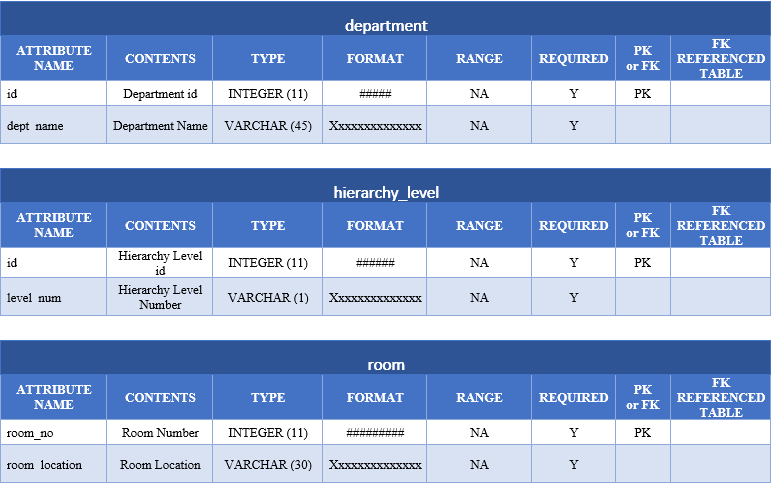 department
ATTRIBUTE NAME CONTENTS TYPE FORMAT RANGE REQUIRED PK or FK FK REFERENCED TABLE
id Department id INTEGER (11) ##### NA Y PK
dept_name Department Name VARCHAR (45) Xxxxxxxxxxxxxx NA Y
hierarchy_level
ATTRIBUTE NAME CONTENTS TYPE FORMAT RANGE REQUIRED PK or FK FK REFERENCED TABLE
id Hierarchy Level id INTEGER (11) ###### NA Y PK
level_num Hierarchy Level Number VARCHAR (1) Xxxxxxxxxxxxxx NA Y
room
ATTRIBUTE NAME CONTENTS TYPE FORMAT RANGE REQUIRED PK or FK FK REFERENCED TABLE
room_no Room Number INTEGER (11) ######### NA Y PK
room_location Room Location VARCHAR (30) Xxxxxxxxxxxxxx NA Y